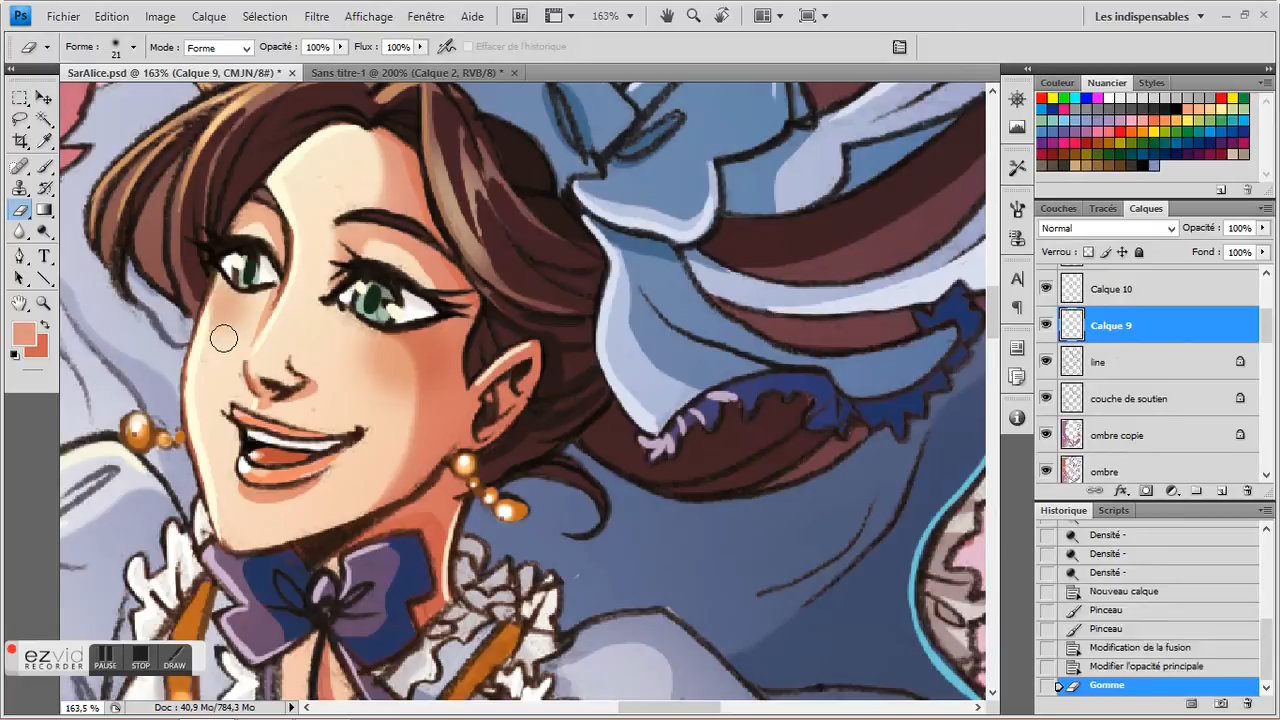 Ps Fichier Edition Image Calque Sélection Filtre Affichage Fenêtre Aide Br 163% Les indispensables
Forme : 21 Mode : Forme Opacité : 100% Flux : 100% Effacer de l'historique
SarAlice.psd @ 163% (Calque 9, CMJN/8#) * Sans titre-1 @ 200% (Calque 2, RVB/8) *
Couleur Nuancier Styles
Couches Tracés Calques
Normal Opacité : 100%
Verrou : Fond : 100%
Calque 10
Calque 9
line
couche de soutien
ombre copie
ombre
Historique Scripts
Densité -
Densité -
Densité -
Nouveau calque
Pinceau
Pinceau
Modification de la fusion
Modifier l'opacité principale
Gomme
ezvid
RECORDER
PAUSE STOP DRAW
163,5 % Doc : 40,9 Mo/784,3 Mo